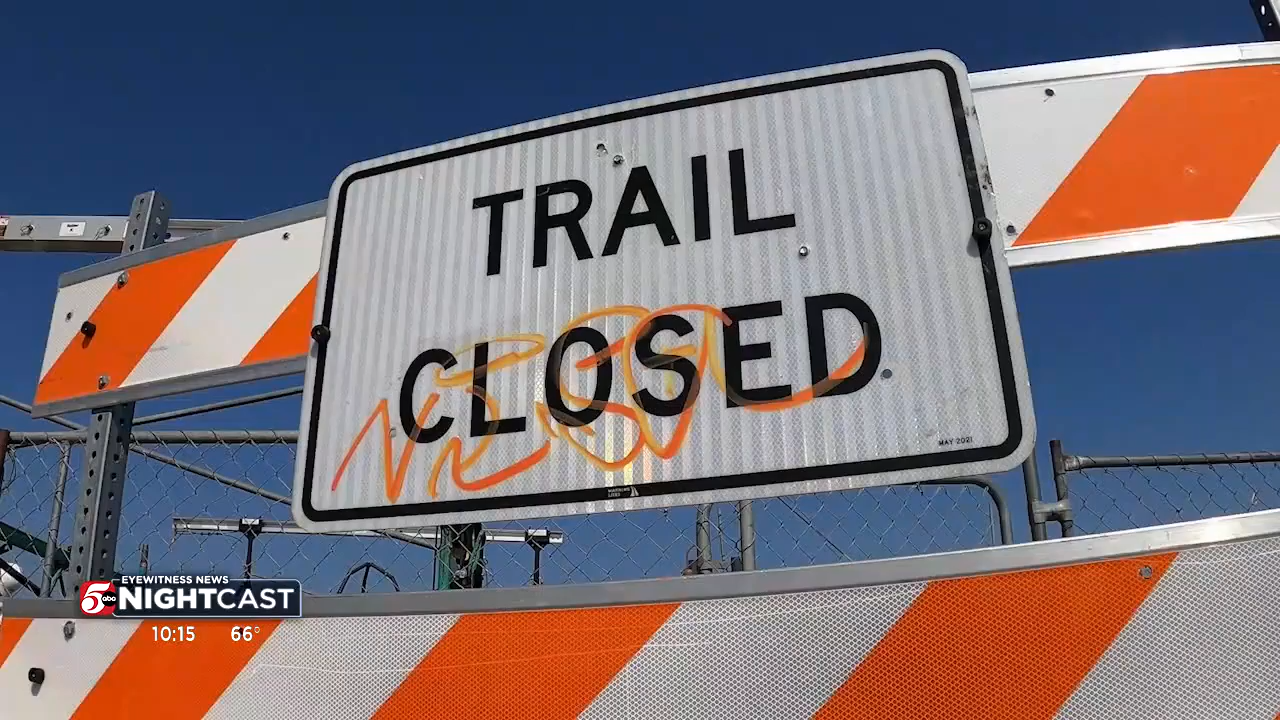 TRAIL
CLOSED
MAY 2021
5 abc
EYEWITNESS NEWS
NIGHTCAST
10:15 66°